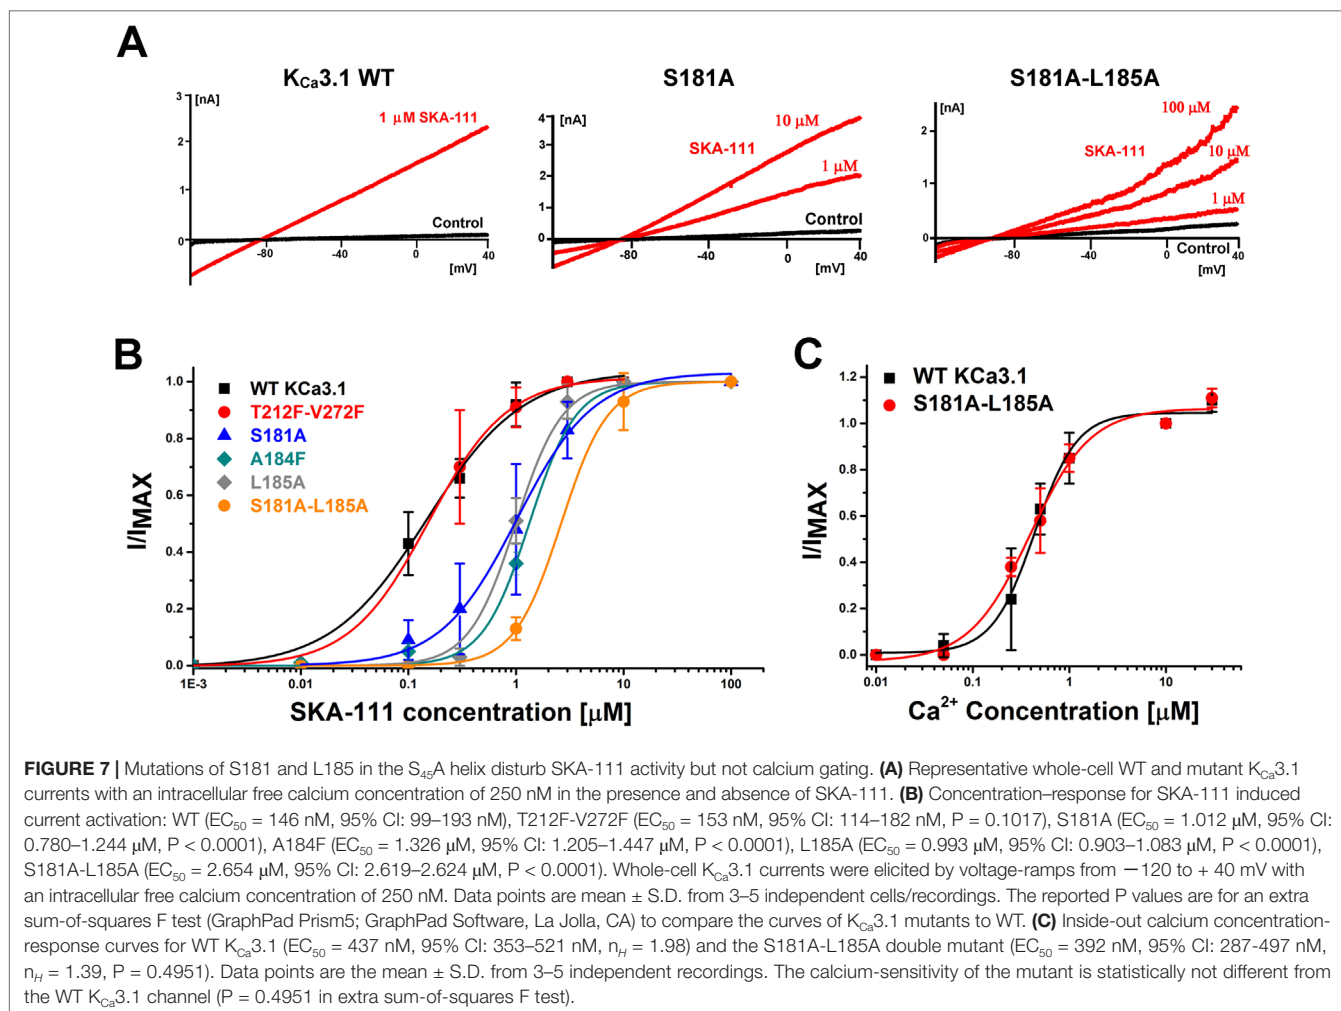 A
K_Ca3.1 WT
S181A
S181A-L185A
3
[nA]
1 µM SKA-111
2
1
Control
0
-80
-40
0
40
[mV]
4
[nA]
10 µM
3
SKA-111
1 µM
2
1
Control
0
-80
-40
0
40
[mV]
[nA]
100 µM
2
SKA-111
10 µM
1
1 µM
0
Control
-80
-40
0
40
[mV]
B
I/I_MAX
1.0
0.8
0.6
0.4
0.2
0.0
WT KCa3.1
T212F-V272F
S181A
A184F
L185A
S181A-L185A
1E-3
0.01
0.1
1
10
100
SKA-111 concentration [µM]
C
I/I_MAX
1.2
1.0
0.8
0.6
0.4
0.2
0.0
WT KCa3.1
S181A-L185A
0.01
0.1
1
10
Ca²⁺ Concentration [µM]
FIGURE 7 | Mutations of S181 and L185 in the S₄₅A helix disturb SKA-111 activity but not calcium gating. (A) Representative whole-cell WT and mutant K_Ca3.1
currents with an intracellular free calcium concentration of 250 nM in the presence and absence of SKA-111. (B) Concentration–response for SKA-111 induced
current activation: WT (EC₅₀ = 146 nM, 95% CI: 99–193 nM), T212F-V272F (EC₅₀ = 153 nM, 95% CI: 114–182 nM, P = 0.1017), S181A (EC₅₀ = 1.012 µM, 95% CI:
0.780–1.244 µM, P < 0.0001), A184F (EC₅₀ = 1.326 µM, 95% CI: 1.205–1.447 µM, P < 0.0001), L185A (EC₅₀ = 0.993 µM, 95% CI: 0.903–1.083 µM, P < 0.0001),
S181A-L185A (EC₅₀ = 2.654 µM, 95% CI: 2.619–2.624 µM, P < 0.0001). Whole-cell K_Ca3.1 currents were elicited by voltage-ramps from −120 to + 40 mV with
an intracellular free calcium concentration of 250 nM. Data points are mean ± S.D. from 3–5 independent cells/recordings. The reported P values are for an extra
sum-of-squares F test (GraphPad Prism5; GraphPad Software, La Jolla, CA) to compare the curves of K_Ca3.1 mutants to WT. (C) Inside-out calcium concentration-
response curves for WT K_Ca3.1 (EC₅₀ = 437 nM, 95% CI: 353–521 nM, n_H = 1.98) and the S181A-L185A double mutant (EC₅₀ = 392 nM, 95% CI: 287-497 nM,
n_H = 1.39, P = 0.4951). Data points are the mean ± S.D. from 3–5 independent recordings. The calcium-sensitivity of the mutant is statistically not different from
the WT K_Ca3.1 channel (P = 0.4951 in extra sum-of-squares F test).